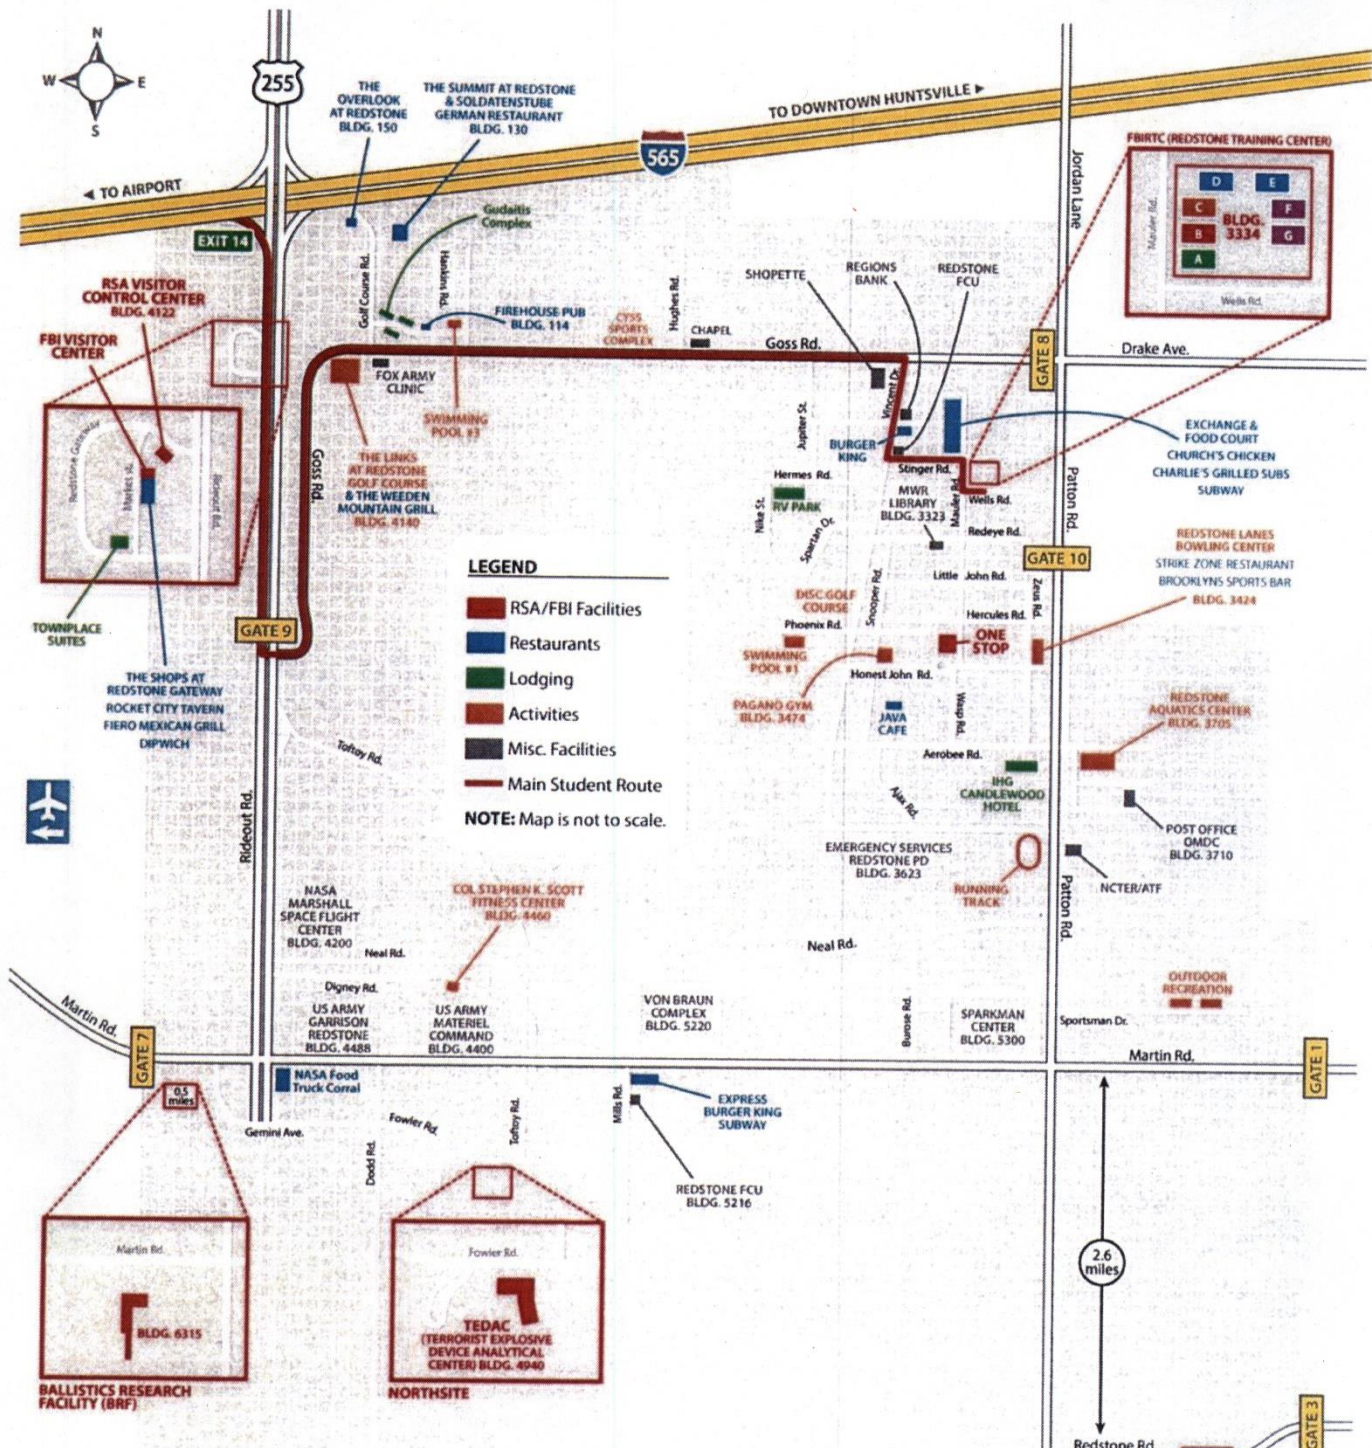 N
W
E
S
255
THE
OVERLOOK
AT REDSTONE
BLDG. 150
THE SUMMIT AT REDSTONE
& SOLDATENSTUBE
GERMAN RESTAURANT
BLDG. 130
TO DOWNTOWN HUNTSVILLE ►
565
◄ TO AIRPORT
EXIT 14
Jordan Lane
FBIRTC (REDSTONE TRAINING CENTER)
Mauler Rd.
D
E
C
F
B
G
A
BLDG.
3334
Wells Rd.
Gudaitis
Complex
Golf Course Rd.
Hankins Rd.
Hughes Rd.
SHOPETTE
REGIONS
BANK
REDSTONE
FCU
RSA VISITOR
CONTROL CENTER
BLDG. 4122
FBI VISITOR
CENTER
FIREHOUSE PUB
BLDG. 114
CYSS
SPORTS
COMPLEX
CHAPEL
Goss Rd.
GATE 8
Drake Ave.
FOX ARMY
CLINIC
Vincent Dr.
SWIMMING
POOL #3
Jupiter St.
BURGER
KING
EXCHANGE &
FOOD COURT
CHURCH'S CHICKEN
CHARLIE'S GRILLED SUBS
SUBWAY
Redstone Gateway
Market St.
Rideout Rd.
Goss Rd.
THE LINKS
AT REDSTONE
GOLF COURSE
& THE WEEDEN
MOUNTAIN GRILL
BLDG. 4140
Stinger Rd.
Hermes Rd.
RV PARK
Nike St.
Spartan Dr.
MWR
LIBRARY
BLDG. 3323
Mauler Rd.
Wells Rd.
Redeye Rd.
Patton Rd.
GATE 10
REDSTONE LANES
BOWLING CENTER
STRIKE ZONE RESTAURANT
BROOKLYNS SPORTS BAR
BLDG. 3424
LEGEND
RSA/FBI Facilities
Restaurants
Lodging
Activities
Misc. Facilities
Main Student Route
NOTE: Map is not to scale.
Little John Rd.
Zeus Rd.
DISC GOLF
COURSE
Snooper Rd.
Hercules Rd.
Phoenix Rd.
TOWNPLACE
SUITES
GATE 9
ONE
STOP
SWIMMING
POOL #1
Honest John Rd.
THE SHOPS AT
REDSTONE GATEWAY
ROCKET CITY TAVERN
FIERO MEXICAN GRILL
DIPWICH
PAGANO GYM
BLDG. 3474
JAVA
CAFE
Wasp Rd.
REDSTONE
AQUATICS CENTER
BLDG. 3705
Toftoy Rd.
Aerobee Rd.
IHG
CANDLEWOOD
HOTEL
Ajax Rd.
Rideout Rd.
POST OFFICE
OMDC
BLDG. 3710
EMERGENCY SERVICES
REDSTONE PD
BLDG. 3623
RUNNING
TRACK
NCTER/ATF
NASA
MARSHALL
SPACE FLIGHT
CENTER
BLDG. 4200
COL STEPHEN K. SCOTT
FITNESS CENTER
BLDG. 4460
Patton Rd.
Neal Rd.
Neal Rd.
OUTDOOR
RECREATION
Digney Rd.
US ARMY
GARRISON
REDSTONE
BLDG. 4488
US ARMY
MATERIEL
COMMAND
BLDG. 4400
VON BRAUN
COMPLEX
BLDG. 5220
Burose Rd.
SPARKMAN
CENTER
BLDG. 5300
Sportsman Dr.
Martin Rd.
GATE 7
Martin Rd.
GATE 1
0.5
miles
NASA Food
Truck Corral
Mills Rd.
EXPRESS
BURGER KING
SUBWAY
Gemini Ave.
Fowler Rd.
Toftoy Rd.
Dodd Rd.
REDSTONE FCU
BLDG. 5216
Martin Rd.
BLDG. 6315
BALLISTICS RESEARCH
FACILITY (BRF)
Fowler Rd.
TEDAC
(TERRORIST EXPLOSIVE
DEVICE ANALYTICAL
CENTER) BLDG. 4940
NORTHSITE
2.6
miles
GATE 3
Redstone Rd.